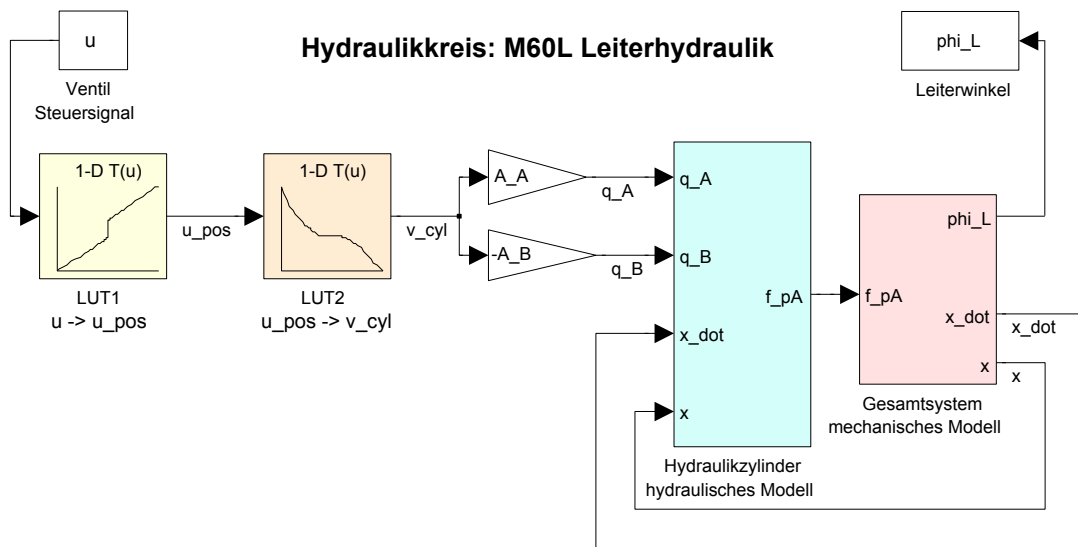 Hydraulikkreis: M60L Leiterhydraulik
u
Ventil
Steuersignal
phi_L
Leiterwinkel
1-D T(u)
LUT1
u -> u_pos
u_pos
1-D T(u)
LUT2
u_pos -> v_cyl
v_cyl
A_A
q_A
-A_B
q_B
q_A
q_B
x_dot
x
f_pA
Hydraulikzylinder
hydraulisches Modell
f_pA
phi_L
x_dot
x
Gesamtsystem
mechanisches Modell
x_dot
x